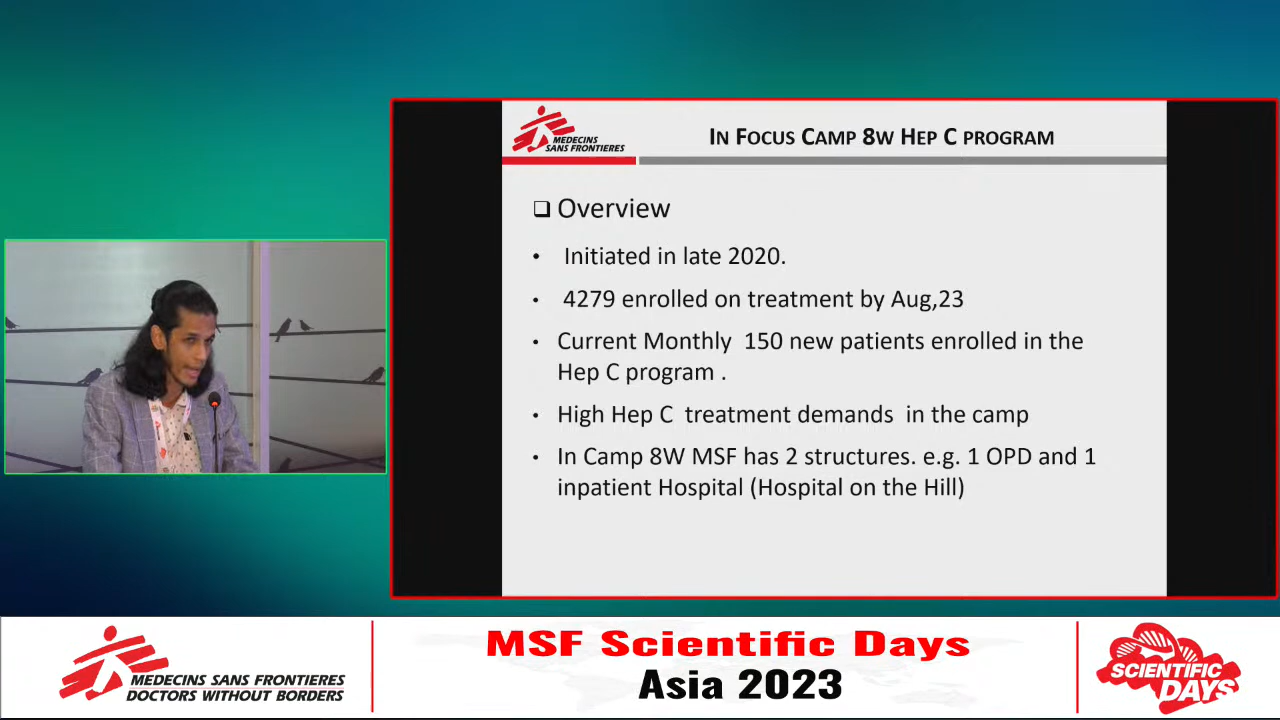 MEDECINS
SANS FRONTIERES
IN FOCUS CAMP 8W HEP C PROGRAM
Overview
Initiated in late 2020.
4279 enrolled on treatment by Aug,23
Current Monthly 150 new patients enrolled in the
Hep C program .
High Hep C treatment demands in the camp
In Camp 8W MSF has 2 structures. e.g. 1 OPD and 1
inpatient Hospital (Hospital on the Hill)
MEDECINS SANS FRONTIERES
DOCTORS WITHOUT BORDERS
MSF Scientific Days
Asia 2023
SCIENTIFIC
DAYS